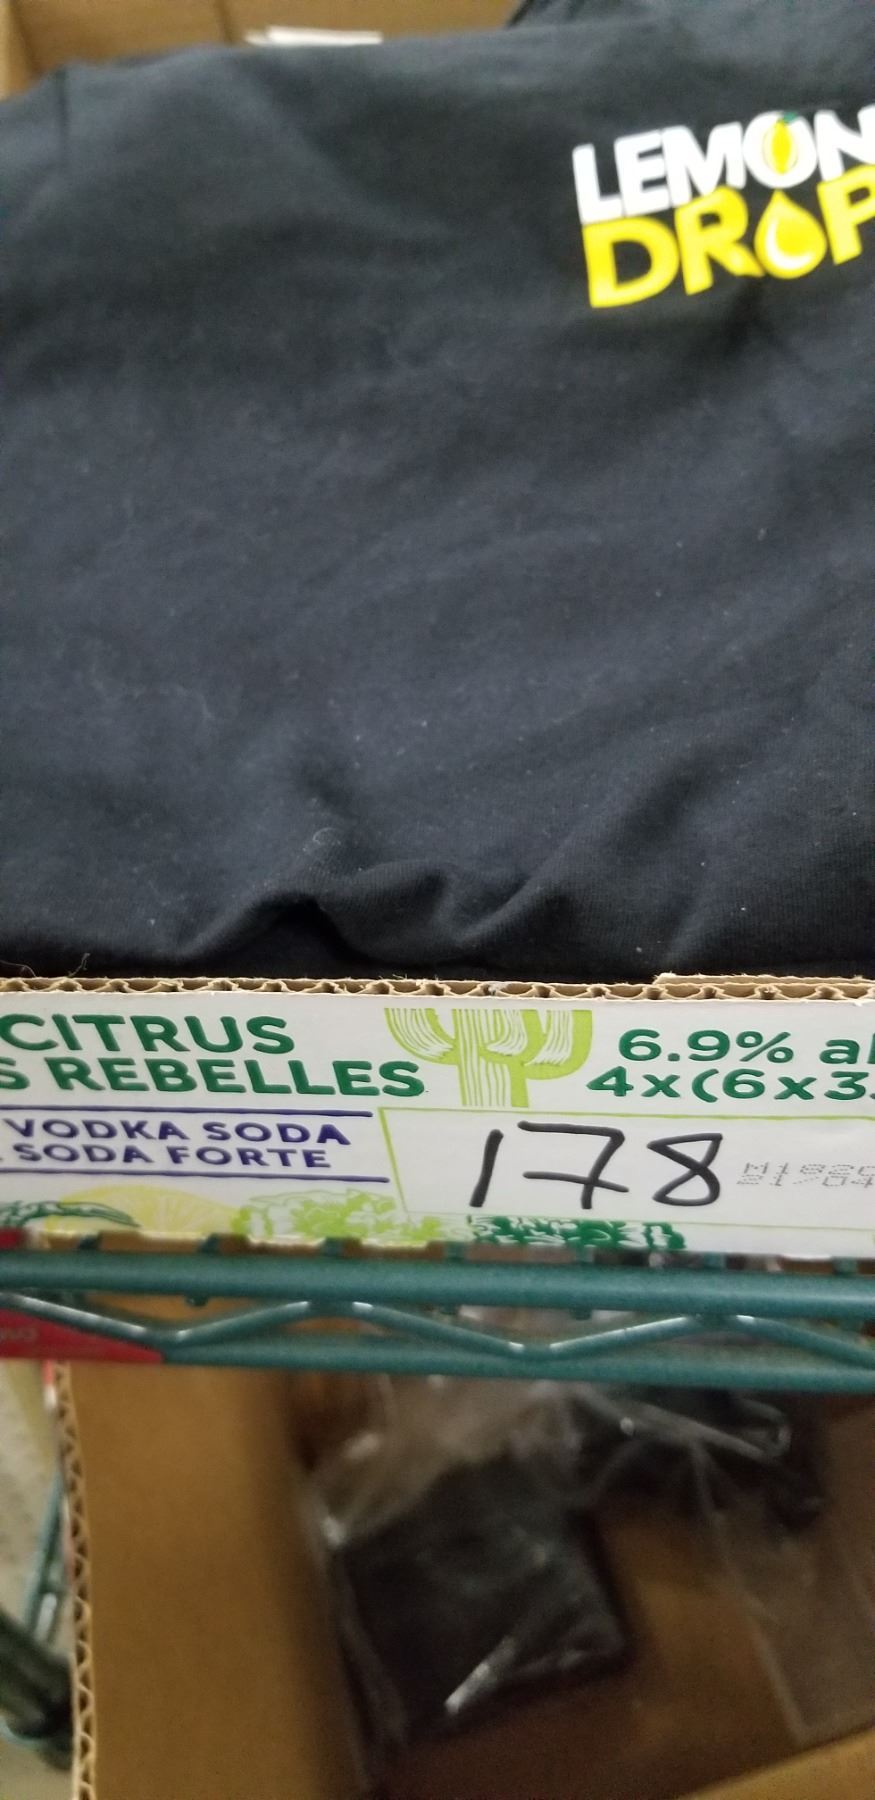 LEMON
DROP
CITRUS
S REBELLES
6.9% al
4x(6x3
VODKA SODA
SODA FORTE
178